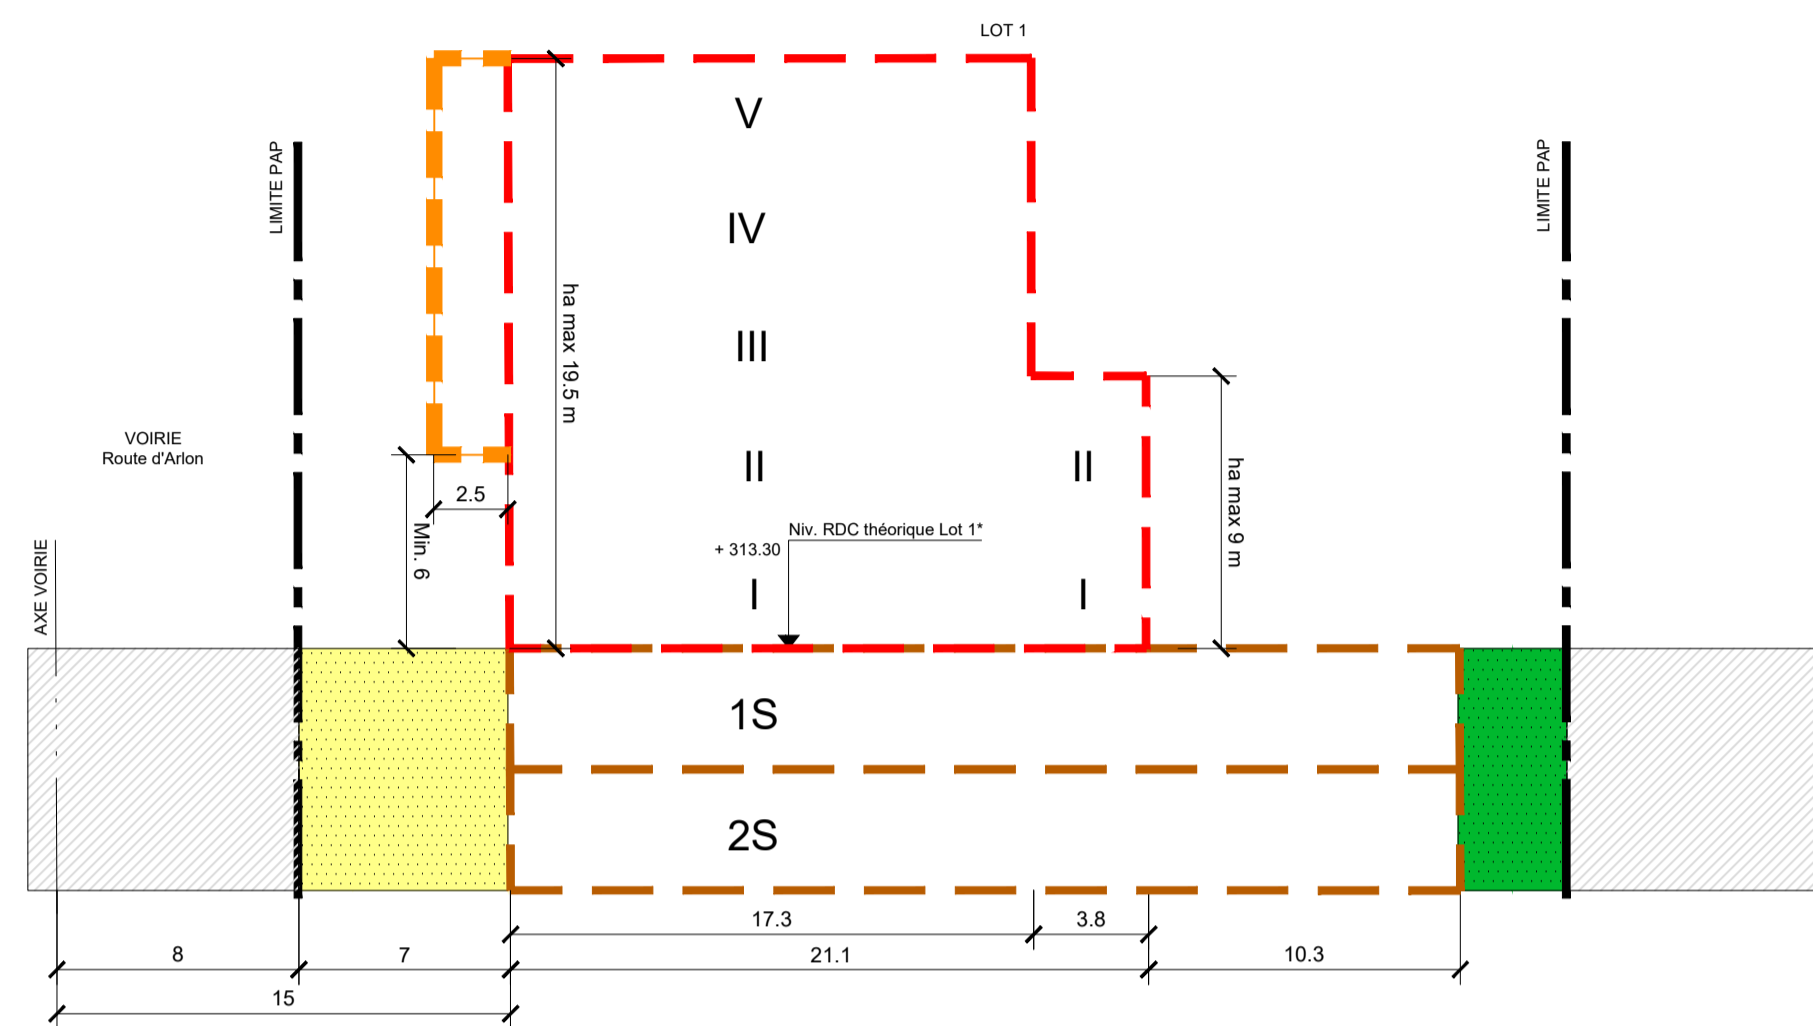 LOT 1
V
LIMITE PAP
LIMITE PAP
IV
ha max 19.5 m
III
VOIRIE
Route d'Arlon
II
II
ha max 9 m
2.5
Min. 6
Niv. RDC théorique Lot 1*
+ 313.30
AXE VOIRIE
I
I
1S
2S
17.3
3.8
8
7
21.1
10.3
15